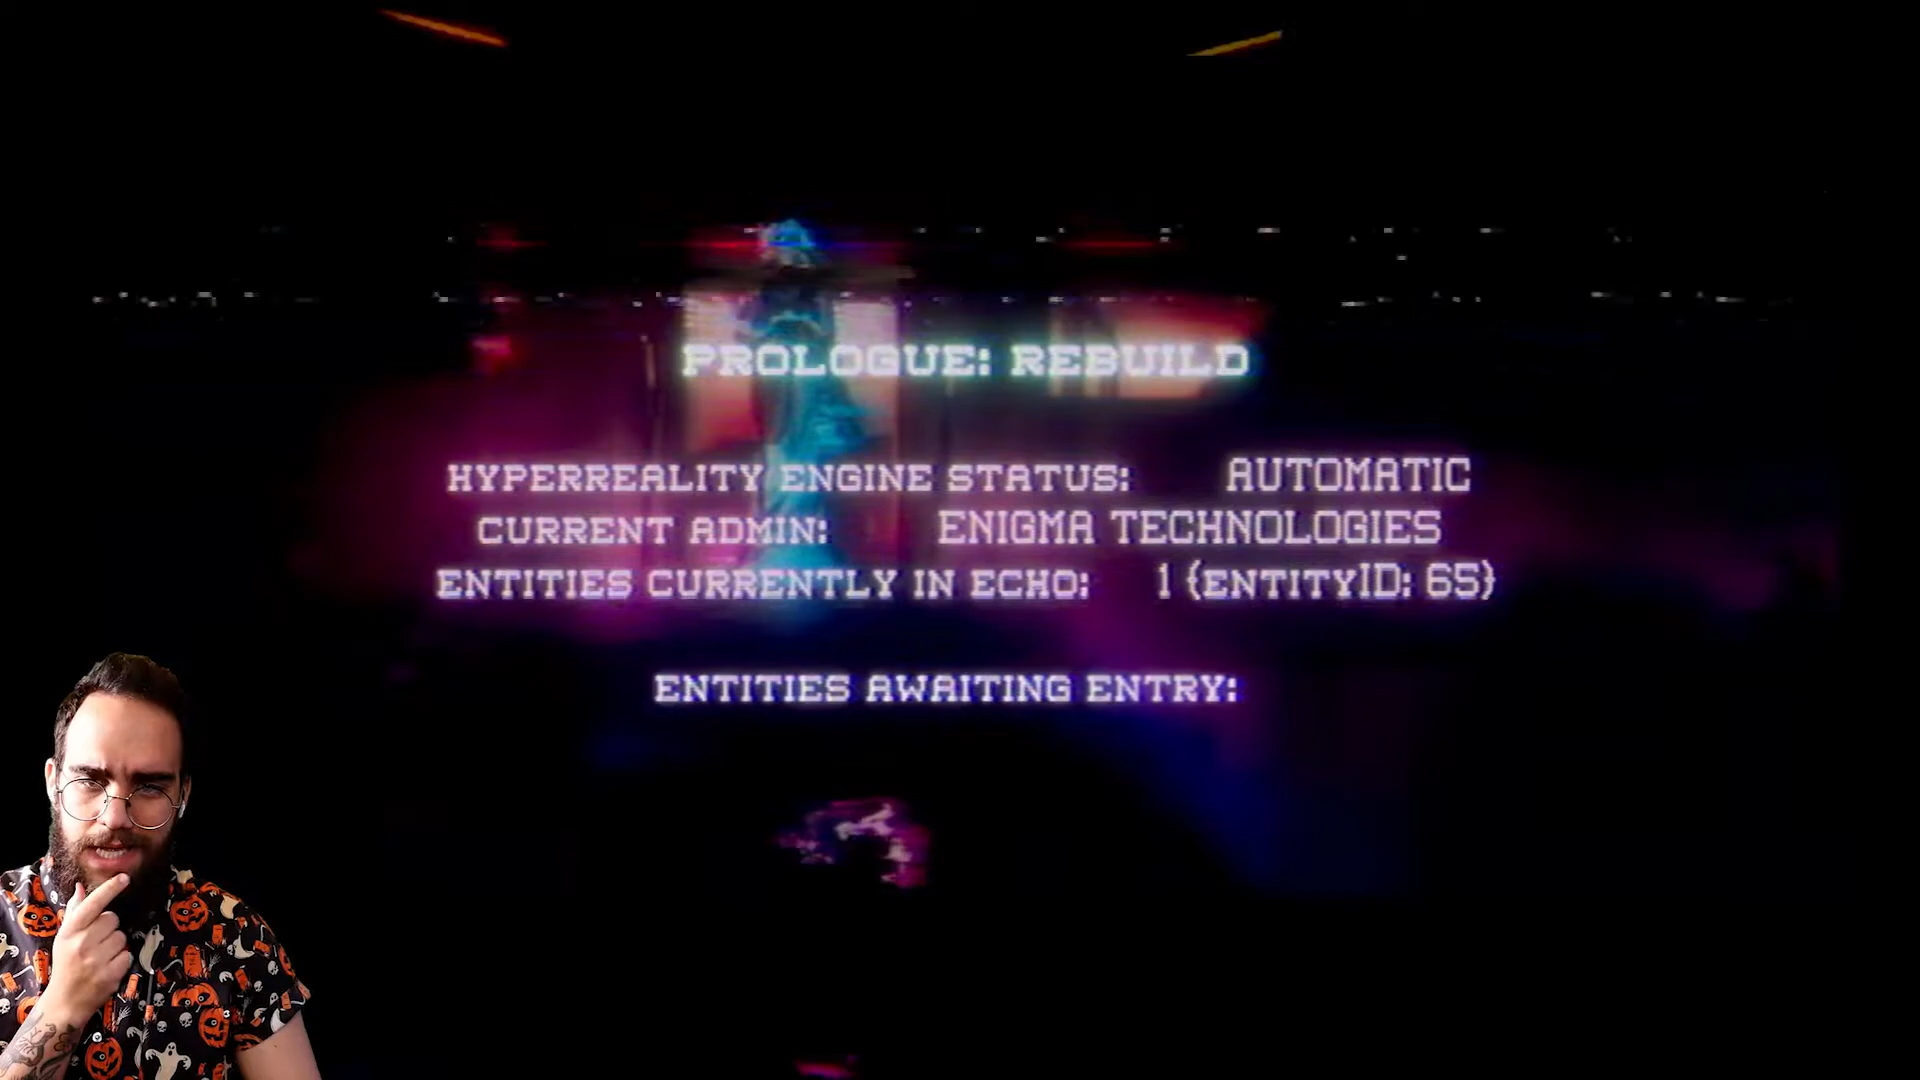 PROLOGUE: REBUILD
HYPERREALITY ENGINE STATUS: AUTOMATIC
CURRENT ADMIN: ENIGMA TECHNOLOGIES
ENTITIES CURRENTLY IN ECHO: 1 {ENTITYID: 65}
ENTITIES AWAITING ENTRY: